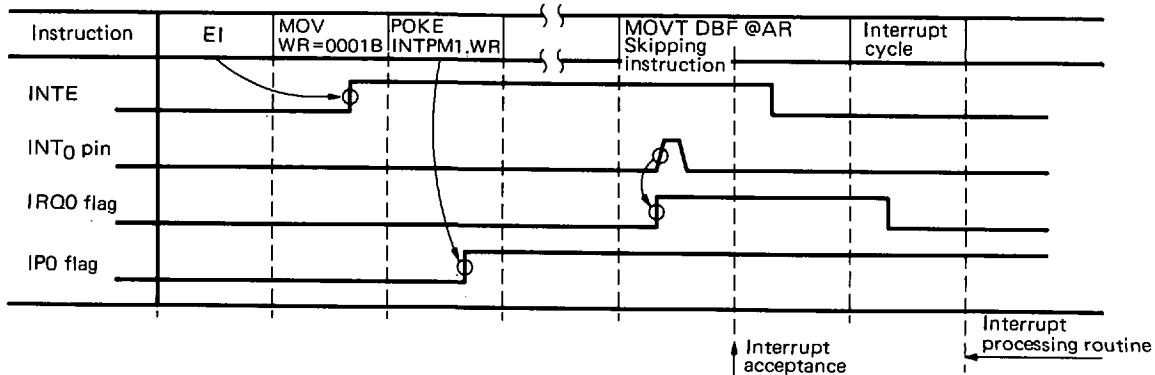 Instruction
EI
MOV
WR=0001B
POKE
INTPM1,WR
MOVT DBF @AR
Skipping
instruction
Interrupt
cycle
INTE
INT0 pin
IRQ0 flag
IP0 flag
Interrupt
acceptance
Interrupt
processing routine